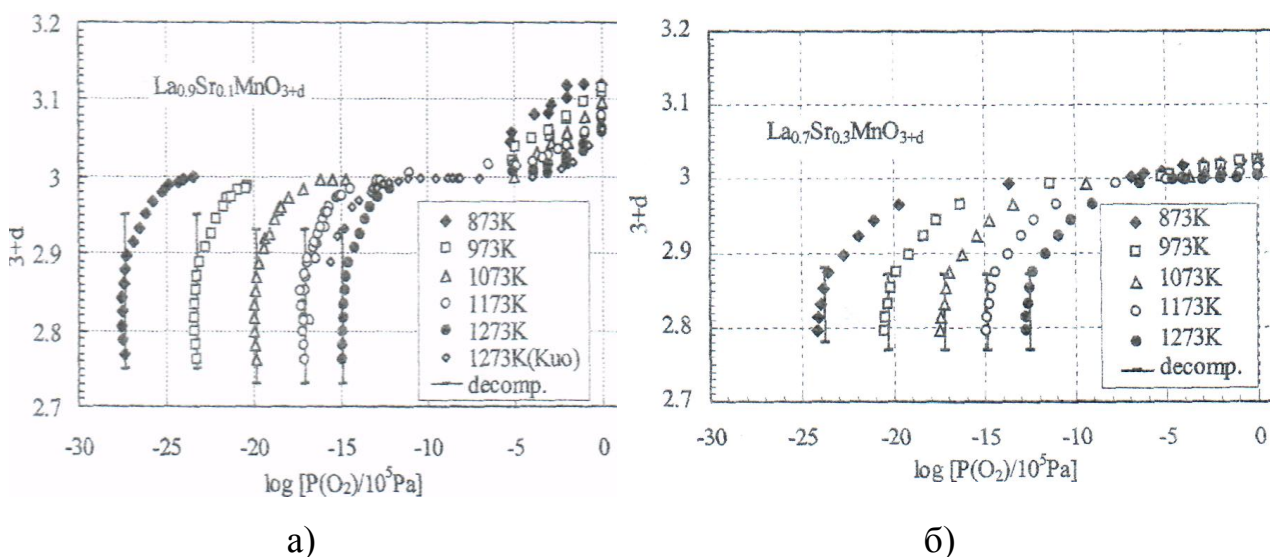 3.2
3.1
3
2.9
2.8
2.7
3+d
La0.9Sr0.1MnO3+d
873K
973K
1073K
1173K
1273K
1273K(Kuo)
decomp.
-30 -25 -20 -15 -10 -5 0
log [P(O2)/10^5Pa]
а)
3.2
3.1
3
2.9
2.8
2.7
3+d
La0.7Sr0.3MnO3+d
873K
973K
1073K
1173K
1273K
decomp.
-30 -25 -20 -15 -10 -5 0
log [P(O2)/10^5Pa]
б)